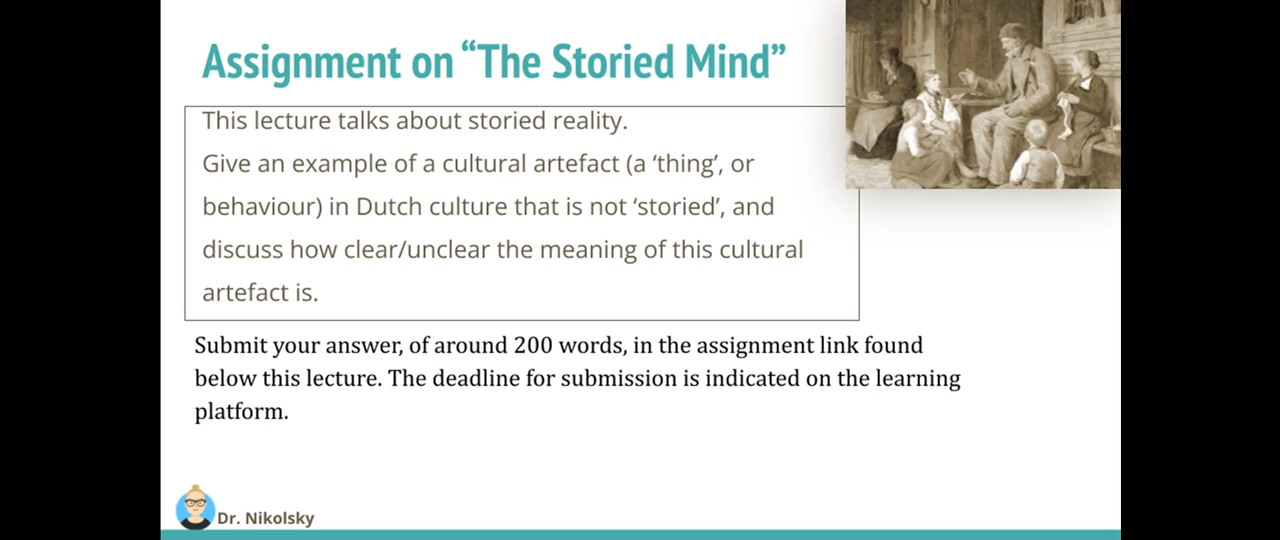 Assignment on “The Storied Mind”
This lecture talks about storied reality.
Give an example of a cultural artefact (a ‘thing’, or
behaviour) in Dutch culture that is not ‘storied’, and
discuss how clear/unclear the meaning of this cultural
artefact is.
Submit your answer, of around 200 words, in the assignment link found
below this lecture. The deadline for submission is indicated on the learning
platform.
Dr. Nikolsky